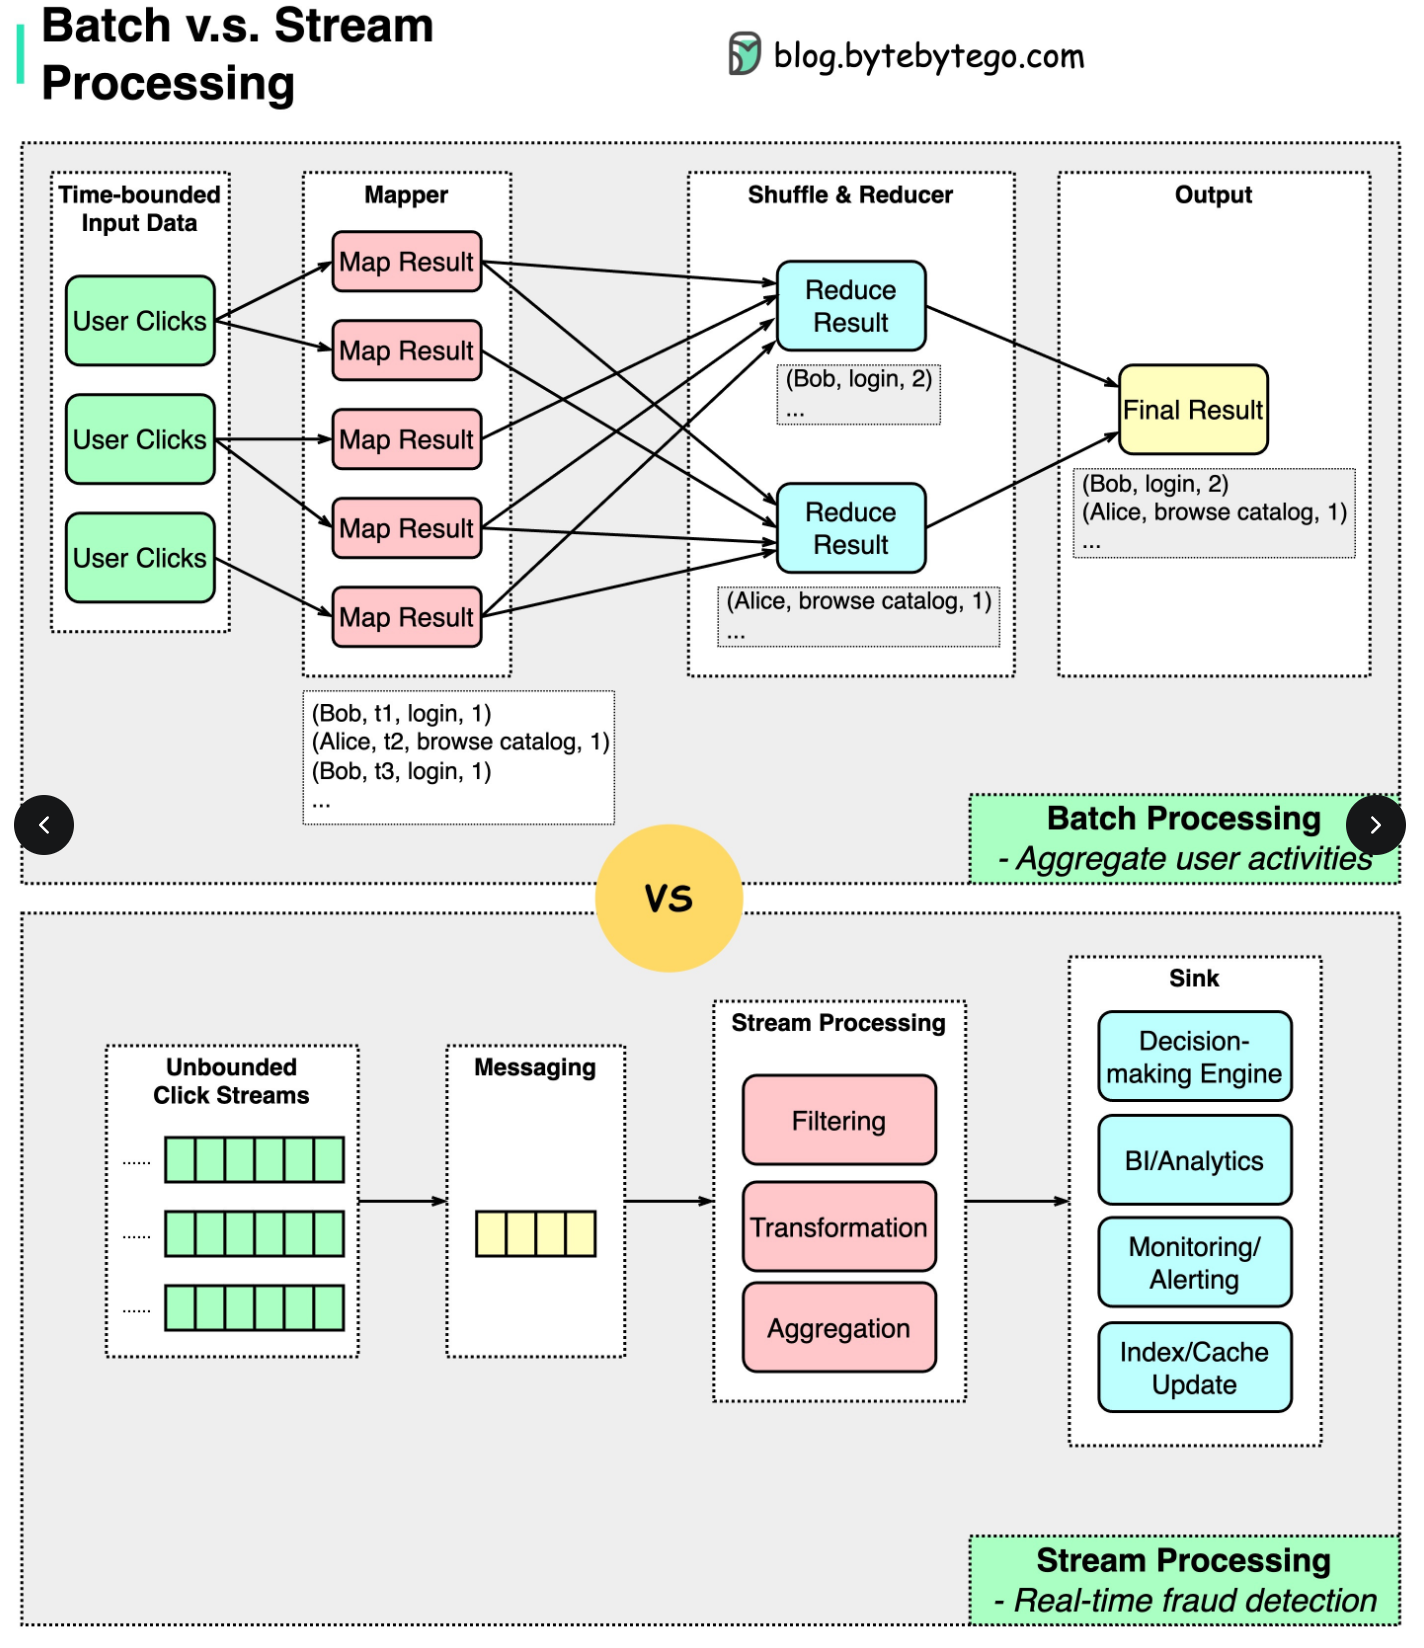 Batch v.s. Stream
Processing
blog.bytebytego.com
Time-bounded
Input Data
User Clicks
User Clicks
User Clicks
Mapper
Map Result
Map Result
Map Result
Map Result
Map Result
(Bob, t1, login, 1)
(Alice, t2, browse catalog, 1)
(Bob, t3, login, 1)
...
Shuffle & Reducer
Reduce
Result
(Bob, login, 2)
...
Reduce
Result
(Alice, browse catalog, 1)
...
Output
Final Result
(Bob, login, 2)
(Alice, browse catalog, 1)
...
Batch Processing
- Aggregate user activities
VS
Unbounded
Click Streams
......
......
......
Messaging
Stream Processing
Filtering
Transformation
Aggregation
Sink
Decision-
making Engine
BI/Analytics
Monitoring/
Alerting
Index/Cache
Update
Stream Processing
- Real-time fraud detection